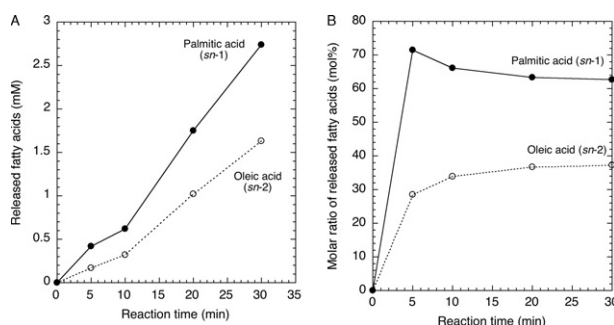 A
Released fatty acids (mM)
3
2.5
2
1.5
1
0.5
0
Palmitic acid
(sn-1)
Oleic acid
(sn-2)
0 5 10 15 20 25 30 35
Reaction time (min)
B
Molar ratio of released fatty acids (mol%)
80
70
60
50
40
30
20
10
0
Palmitic acid (sn-1)
Oleic acid (sn-2)
0 5 10 15 20 25 30
Reaction time (min)